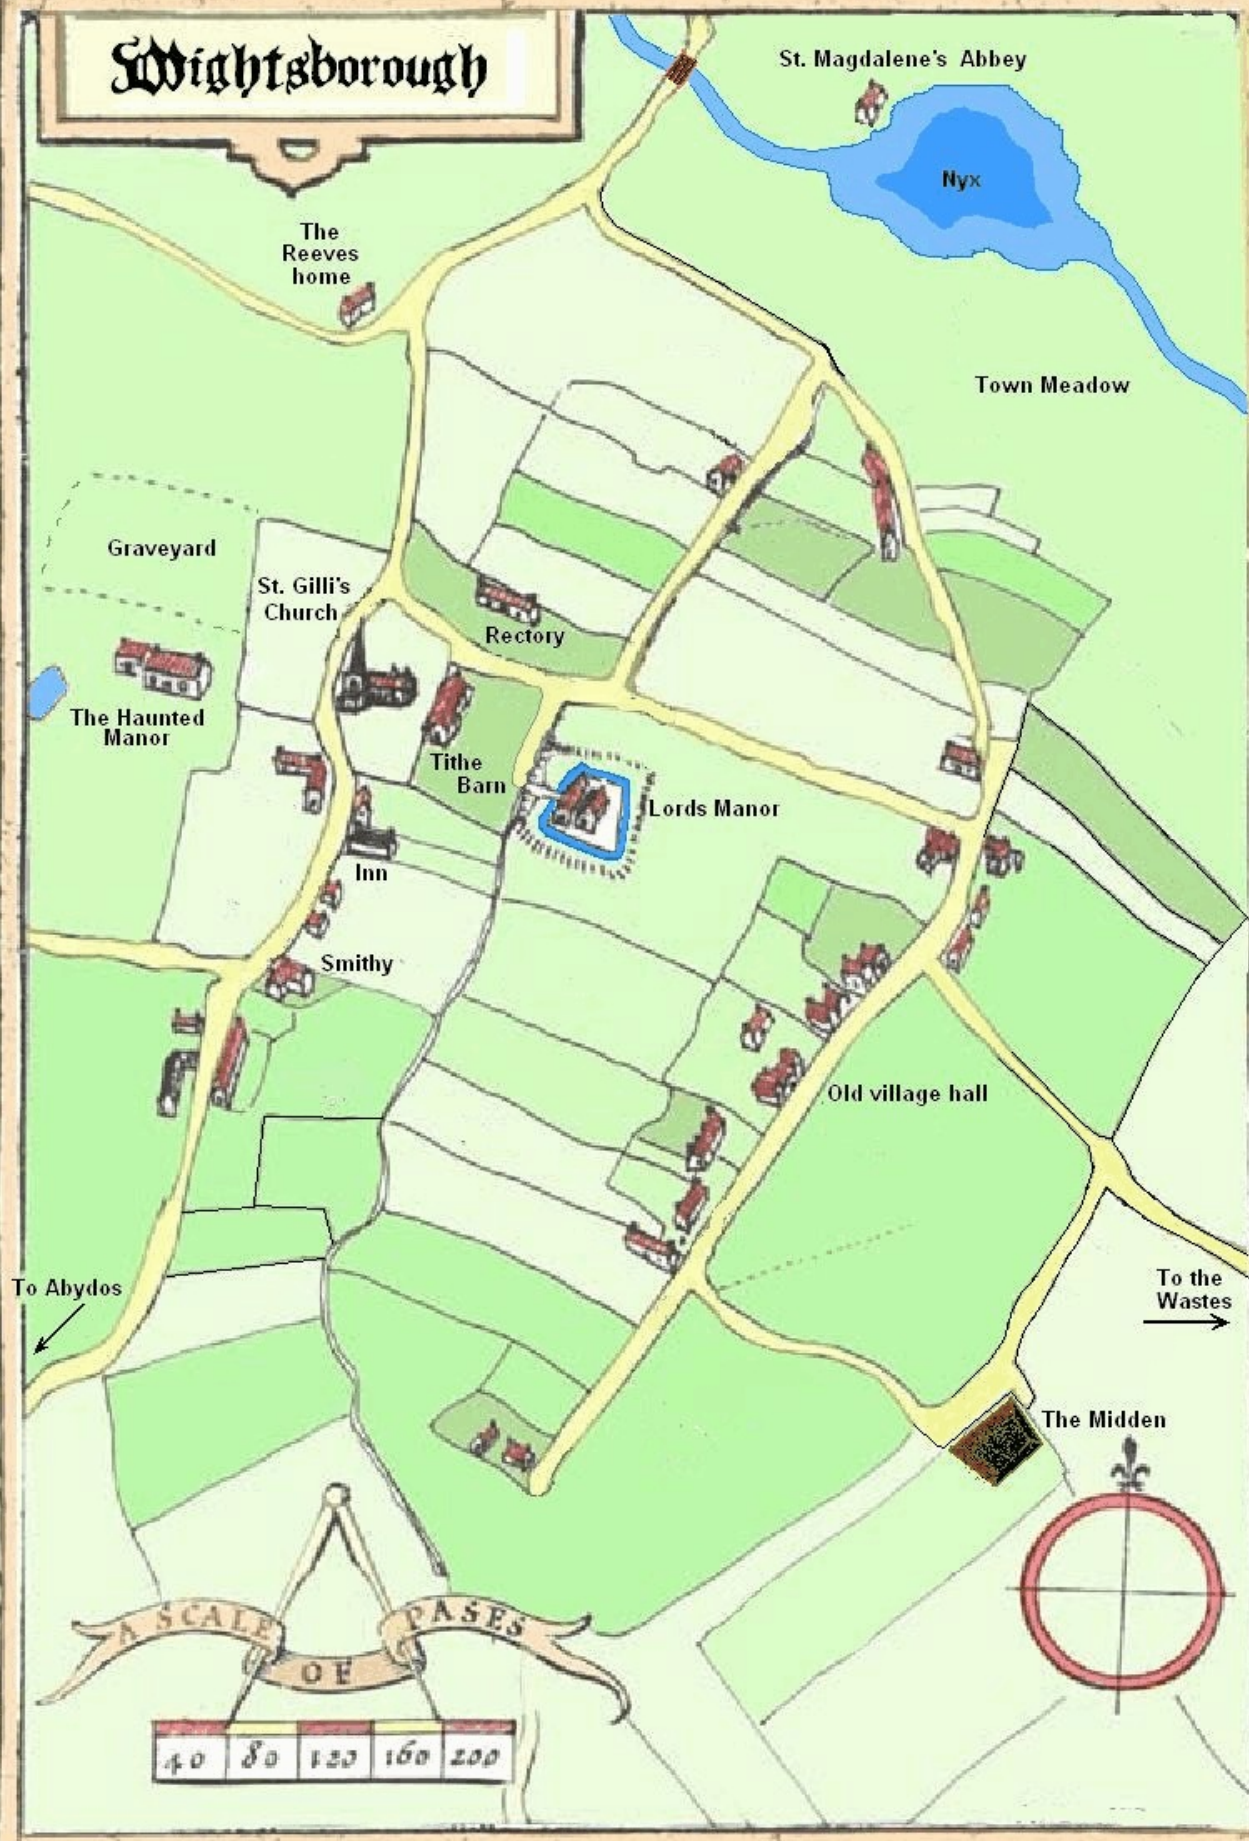 Wightsborough
St. Magdalene's Abbey
Nyx
The
Reeves
home
Town Meadow
Graveyard
St. Gilli's
Church
Rectory
The Haunted
Manor
Tithe
Barn
Lords Manor
Inn
Smithy
Old village hall
To Abydos
To the
Wastes
The Midden
A SCALE
OF
PASES
40 80 120 160 200